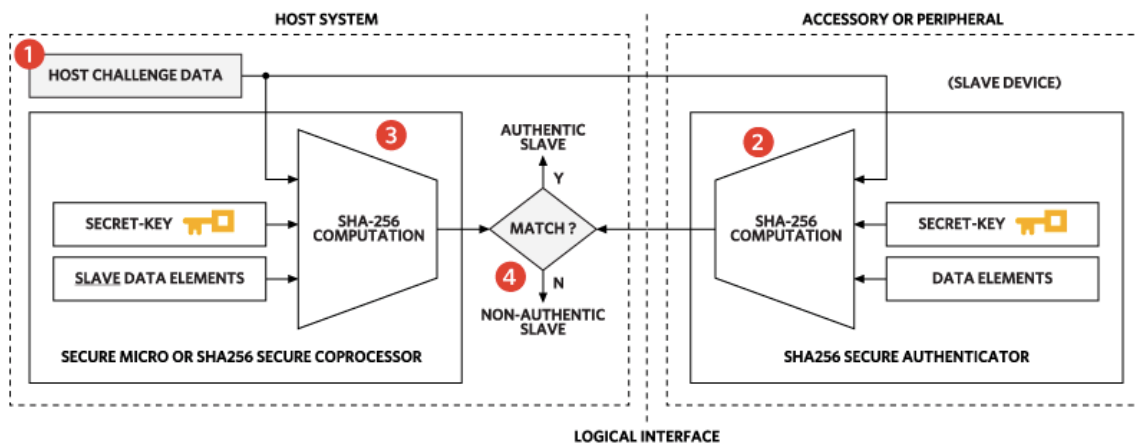 HOST SYSTEM
ACCESSORY OR PERIPHERAL
1
HOST CHALLENGE DATA
(SLAVE DEVICE)
3
AUTHENTIC
SLAVE
2
Y
SECRET-KEY
SHA-256
COMPUTATION
MATCH ?
SHA-256
COMPUTATION
SECRET-KEY
SLAVE DATA ELEMENTS
4
N
DATA ELEMENTS
NON-AUTHENTIC
SLAVE
SECURE MICRO OR SHA256 SECURE COPROCESSOR
SHA256 SECURE AUTHENTICATOR
LOGICAL INTERFACE